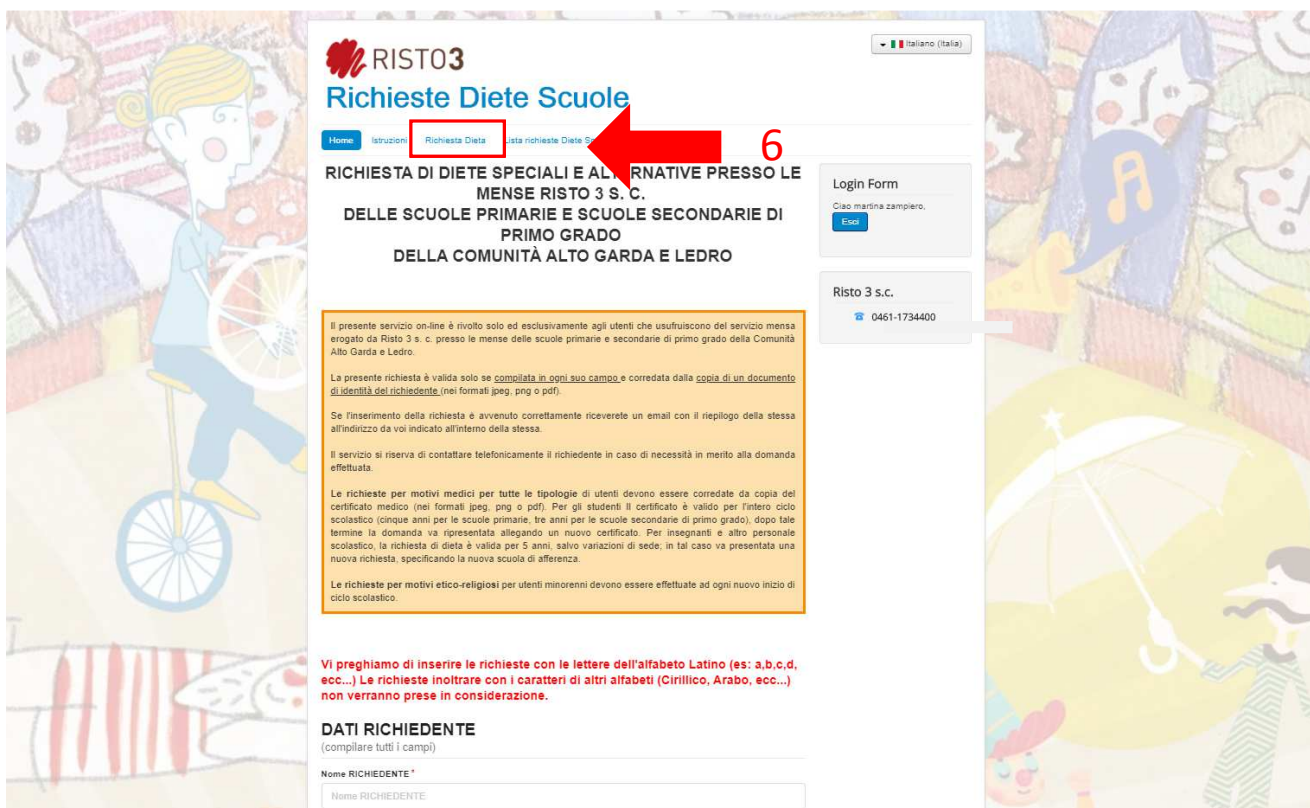 RISTO3
Italiano (Italia)
Richieste Diete Scuole
Home Istruzioni Richiesta Dieta Lista richieste Diete
6
RICHIESTA DI DIETE SPECIALI E ALTERNATIVE PRESSO LE
MENSE RISTO 3 S. C.
DELLE SCUOLE PRIMARIE E SCUOLE SECONDARIE DI
PRIMO GRADO
DELLA COMUNITÀ ALTO GARDA E LEDRO
Login Form
Ciao martina zampiero,
Esci
Risto 3 s.c.
0461-1734400
Il presente servizio on-line è rivolto solo ed esclusivamente agli utenti che usufruiscono del servizio mensa
erogato da Risto 3 s. c. presso le mense delle scuole primarie e secondarie di primo grado della Comunità
Alto Garda e Ledro.
La presente richiesta è valida solo se compilata in ogni suo campo e corredata dalla copia di un documento
di identità del richiedente (nei formati jpeg, png o pdf).
Se l'inserimento della richiesta è avvenuto correttamente riceverete un email con il riepilogo della stessa
all'indirizzo da voi indicato all'interno della stessa.
Il servizio si riserva di contattare telefonicamente il richiedente in caso di necessità in merito alla domanda
effettuata.
Le richieste per motivi medici per tutte le tipologie di utenti devono essere corredate da copia del
certificato medico (nei formati jpeg, png o pdf). Per gli studenti Il certificato è valido per l'intero ciclo
scolastico (cinque anni per le scuole primarie, tre anni per le scuole secondarie di primo grado), dopo tale
termine la domanda va ripresentata allegando un nuovo certificato. Per insegnanti e altro personale
scolastico, la richiesta di dieta è valida per 5 anni, salvo variazioni di sede; in tal caso va presentata una
nuova richiesta, specificando la nuova scuola di afferenza.
Le richieste per motivi etico-religiosi per utenti minorenni devono essere effettuate ad ogni nuovo inizio di
ciclo scolastico.
Vi preghiamo di inserire le richieste con le lettere dell'alfabeto Latino (es: a,b,c,d,
ecc...) Le richieste inoltrare con i caratteri di altri alfabeti (Cirillico, Arabo, ecc...)
non verranno prese in considerazione.
DATI RICHIEDENTE
(compilare tutti i campi)
Nome RICHIEDENTE *
Nome RICHIEDENTE